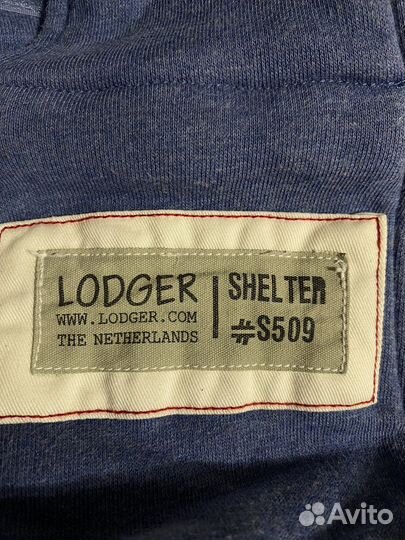 LODGER
WWW.LODGER.COM
THE NETHERLANDS
SHELTER
#S509
Avito